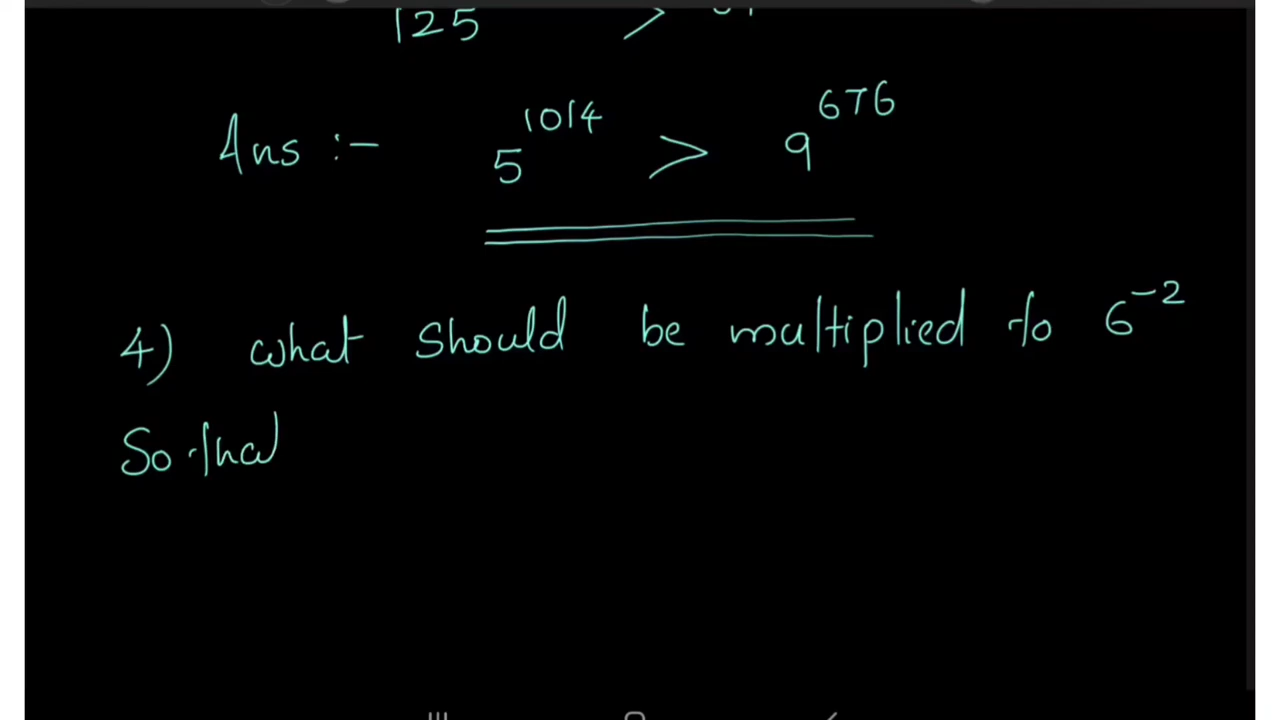 125 >
Ans :- 5^1014 > 9^676
4) what should be multiplied to 6^-2
So that